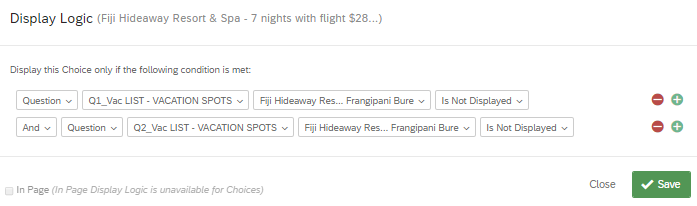 Display Logic (Fiji Hideaway Resort & Spa - 7 nights with flight $28...)
Display this Choice only if the following condition is met:
Question Q1_Vac LIST - VACATION SPOTS Fiji Hideaway Res... Frangipani Bure Is Not Displayed
And Question Q2_Vac LIST - VACATION SPOTS Fiji Hideaway Res... Frangipani Bure Is Not Displayed
In Page (In Page Display Logic is unavailable for Choices) Close Save